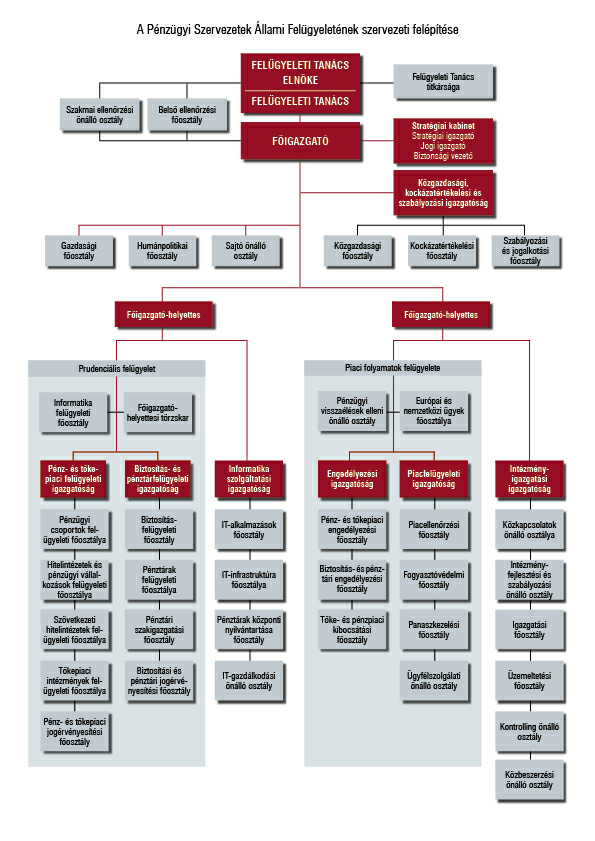 A Pénzügyi Szervezetek Állami Felügyeletének szervezeti felépítése
FELÜGYELETI TANÁCS
ELNÖKE
FELÜGYELETI TANÁCS
Felügyeleti Tanács
titkársága
Szakmai ellenőrzési
önálló osztály
Belső ellenőrzési
főosztály
FŐIGAZGATÓ
Stratégiai kabinet
Stratégiai igazgató
Jogi igazgató
Biztonsági vezető
Közgazdasági,
kockázatértékelési és
szabályozási igazgatóság
Gazdasági
főosztály
Humánpolitikai
főosztály
Sajtó önálló
osztály
Közgazdasági
főosztály
Kockázatértékelési
főosztály
Szabályozási
és jogalkotási
főosztály
Főigazgató-helyettes
Főigazgató-helyettes
Prudenciális felügyelet
Informatika
felügyeleti
főosztály
Főigazgató-
helyettesi törzskar
Pénz- és tőke-
piaci felügyeleti
igazgatóság
Biztosítás- és
pénztárfelügyeleti
igazgatóság
Informatika
szolgáltatási
igazgatóság
Pénzügyi
csoportok fel-
ügyeleti főosztálya
Hitelintézetek és
pénzügyi vállal-
kozások felügyeleti
főosztálya
Szövetkezeti
hitelintézetek fel-
ügyeleti főosztálya
Tőkepiaci
intézmények fel-
ügyeleti főosztálya
Pénz- és tőkepiaci
jogérvényesítési
főosztály
Biztosítás-
felügyeleti
főosztály
Pénztárak
felügyeleti
főosztálya
Pénztári
szakigazgatási
főosztály
Biztosítási és
pénztári jogérvé-
nyesítési főosztály
IT-alkalmazások
főosztály
IT-infrastruktúra
főosztálya
Pénztárak központi
nyilvántartása
főosztály
IT-gazdálkodási
önálló osztály
Piaci folyamatok felügyelete
Pénzügyi
visszaélések elleni
önálló osztály
Európai és
nemzetközi ügyek
főosztálya
Engedélyezési
igazgatóság
Piacfelügyeleti
igazgatóság
Intézmény-
igazgatási
igazgatóság
Pénz- és tőkepiaci
engedélyezési
főosztály
Biztosítás- és pénz-
tári engedélyezési
főosztály
Tőke- és pénzpiaci
kibocsátási
főosztály
Piacellenőrzési
főosztály
Fogyasztóvédelmi
főosztály
Panaszkezelési
főosztály
Ügyfélszolgálati
önálló osztály
Közkapcsolatok
önálló osztálya
Intézmény-
fejlesztési és
szabályozási
önálló osztály
Igazgatási
főosztály
Üzemeltetési
főosztály
Kontrolling önálló
osztály
Közbeszerzési
önálló osztály